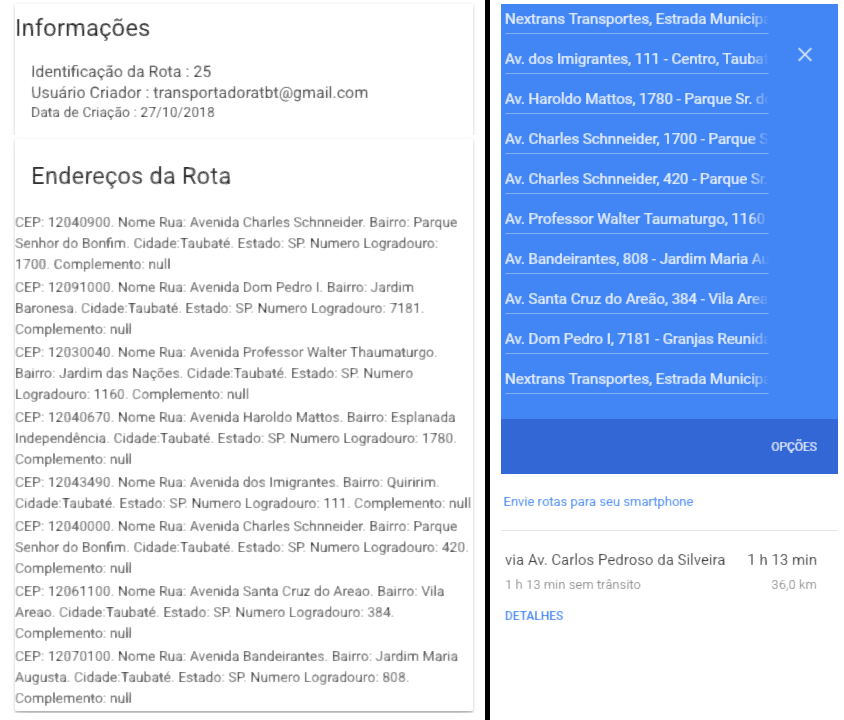 Informações
Identificação da Rota : 25
Usuário Criador : transportadoratbt@gmail.com
Data de Criação : 27/10/2018
Endereços da Rota
CEP: 12040900. Nome Rua: Avenida Charles Schnneider. Bairro: Parque
Senhor do Bonfim. Cidade:Taubaté. Estado: SP. Numero Logradouro:
1700. Complemento: null
CEP: 12091000. Nome Rua: Avenida Dom Pedro I. Bairro: Jardim
Baronesa. Cidade:Taubaté. Estado: SP. Numero Logradouro: 7181.
Complemento: null
CEP: 12030040. Nome Rua: Avenida Professor Walter Thaumaturgo.
Bairro: Jardim das Nações. Cidade:Taubaté. Estado: SP. Numero
Logradouro: 1160. Complemento: null
CEP: 12040670. Nome Rua: Avenida Haroldo Mattos. Bairro: Esplanada
Independência. Cidade:Taubaté. Estado: SP. Numero Logradouro: 1780.
Complemento: null
CEP: 12043490. Nome Rua: Avenida dos Imigrantes. Bairro: Quiririm.
Cidade:Taubaté. Estado: SP. Numero Logradouro: 111. Complemento: null
CEP: 12040000. Nome Rua: Avenida Charles Schnneider. Bairro: Parque
Senhor do Bonfim. Cidade:Taubaté. Estado: SP. Numero Logradouro: 420.
Complemento: null
CEP: 12061100. Nome Rua: Avenida Santa Cruz do Areao. Bairro: Vila
Areao. Cidade:Taubaté. Estado: SP. Numero Logradouro: 384.
Complemento: null
CEP: 12070100. Nome Rua: Avenida Bandeirantes. Bairro: Jardim Maria
Augusta. Cidade:Taubaté. Estado: SP. Numero Logradouro: 808.
Complemento: null
Nextrans Transportes, Estrada Municip
Av. dos Imigrantes, 111 - Centro, Tauba
Av. Haroldo Mattos, 1780 - Parque Sr. d
Av. Charles Schnneider, 1700 - Parque S
Av. Charles Schnneider, 420 - Parque Sr.
Av. Professor Walter Taumaturgo, 1160
Av. Bandeirantes, 808 - Jardim Maria Au
Av. Santa Cruz do Areão, 384 - Vila Area
Av. Dom Pedro I, 7181 - Granjas Reunid
Nextrans Transportes, Estrada Municip
OPÇÕES
Envie rotas para seu smartphone
via Av. Carlos Pedroso da Silveira 1 h 13 min
1 h 13 min sem trânsito 36,0 km
DETALHES